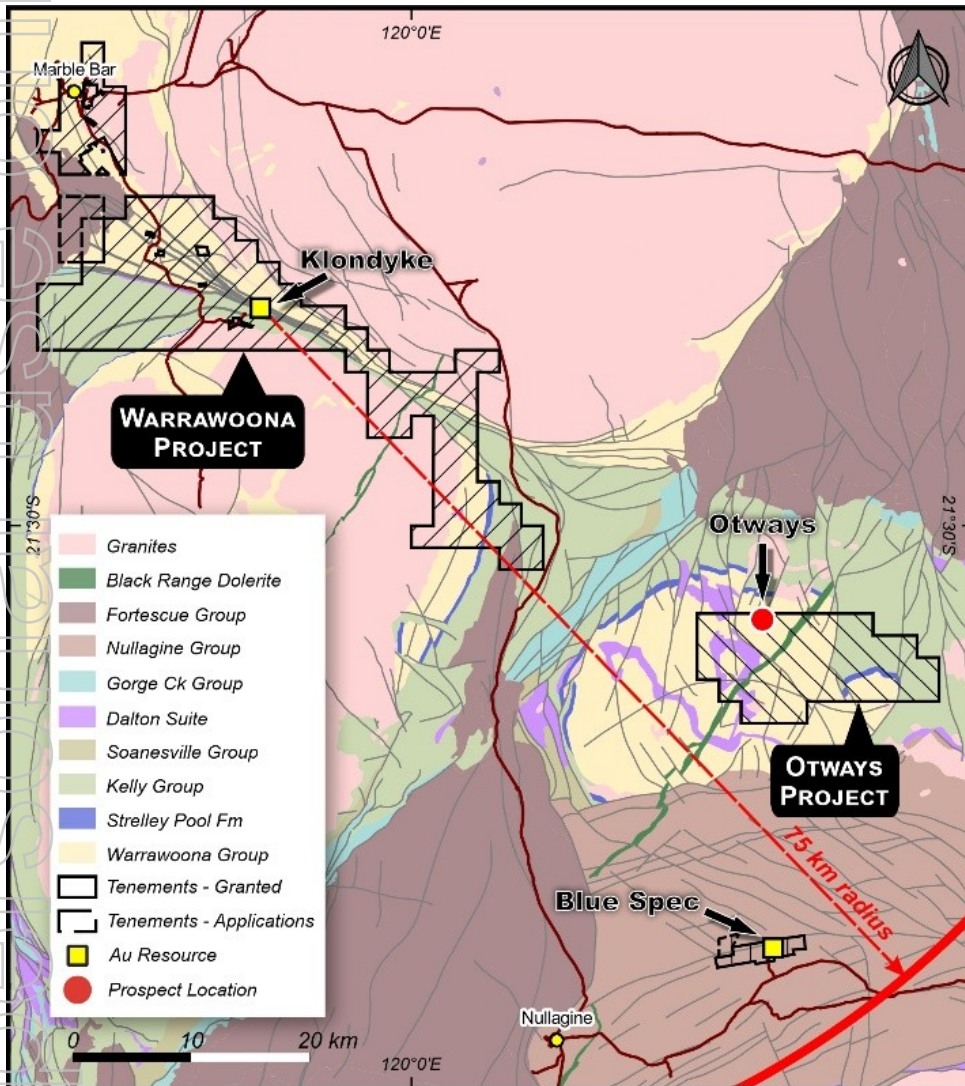 120°0'E
Marble Bar
Klondyke
WARRAWOONA
PROJECT
21°30'S
21°30'S
Otways
OTWAYS
PROJECT
75 km radius
Blue Spec
Nullagine
Granites
Black Range Dolerite
Fortescue Group
Nullagine Group
Gorge Ck Group
Dalton Suite
Soanesville Group
Kelly Group
Strelley Pool Fm
Warrawoona Group
Tenements - Granted
Tenements - Applications
Au Resource
Prospect Location
0 10 20 km
120°0'E